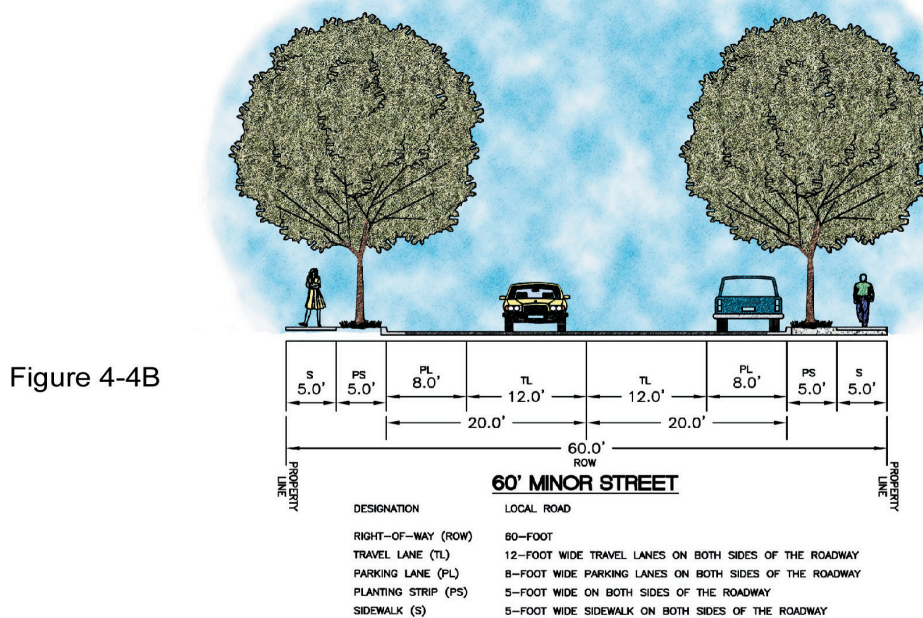 Figure 4-4B
S PS PL TL TL PL PS S
5.0' 5.0' 8.0' 12.0' 12.0' 8.0' 5.0' 5.0'
20.0' 20.0'
60.0'
ROW
PROPERTY LINE
PROPERTY LINE
60' MINOR STREET
DESIGNATION LOCAL ROAD
RIGHT-OF-WAY (ROW) 60-FOOT
TRAVEL LANE (TL) 12-FOOT WIDE TRAVEL LANES ON BOTH SIDES OF THE ROADWAY
PARKING LANE (PL) 8-FOOT WIDE PARKING LANES ON BOTH SIDES OF THE ROADWAY
PLANTING STRIP (PS) 5-FOOT WIDE ON BOTH SIDES OF THE ROADWAY
SIDEWALK (S) 5-FOOT WIDE SIDEWALK ON BOTH SIDES OF THE ROADWAY